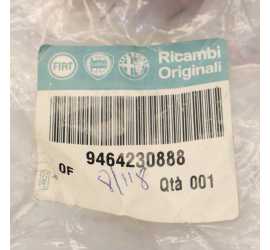 Ricambi
Originali
FIAT
9464230888
OF
Qtà 001